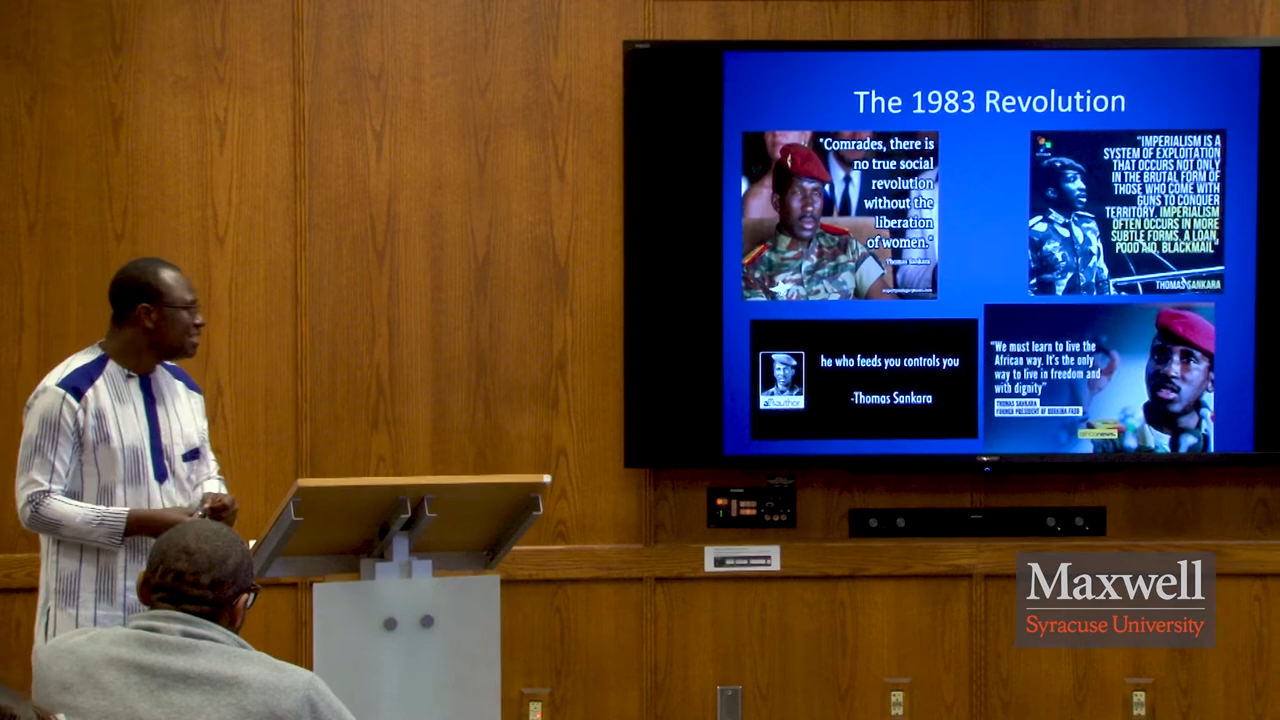 The 1983 Revolution
"Comrades, there is
no true social
revolution
without the
liberation
of women."
Thomas Sankara
"IMPERIALISM IS A
SYSTEM OF EXPLOITATION
THAT OCCURS NOT ONLY
IN THE BRUTAL FORM OF
THOSE WHO COME WITH
GUNS TO CONQUER
TERRITORY. IMPERIALISM
OFTEN OCCURS IN MORE
SUBTLE FORMS, A LOAN,
FOOD AID, BLACKMAIL"
THOMAS SANKARA
he who feeds you controls you
-Thomas Sankara
"We must learn to live the
African way. It's the only
way to live in freedom and
with dignity"
THOMAS SANKARA
FORMER PRESIDENT OF BURKINA FASO
africanews.
Maxwell
Syracuse University